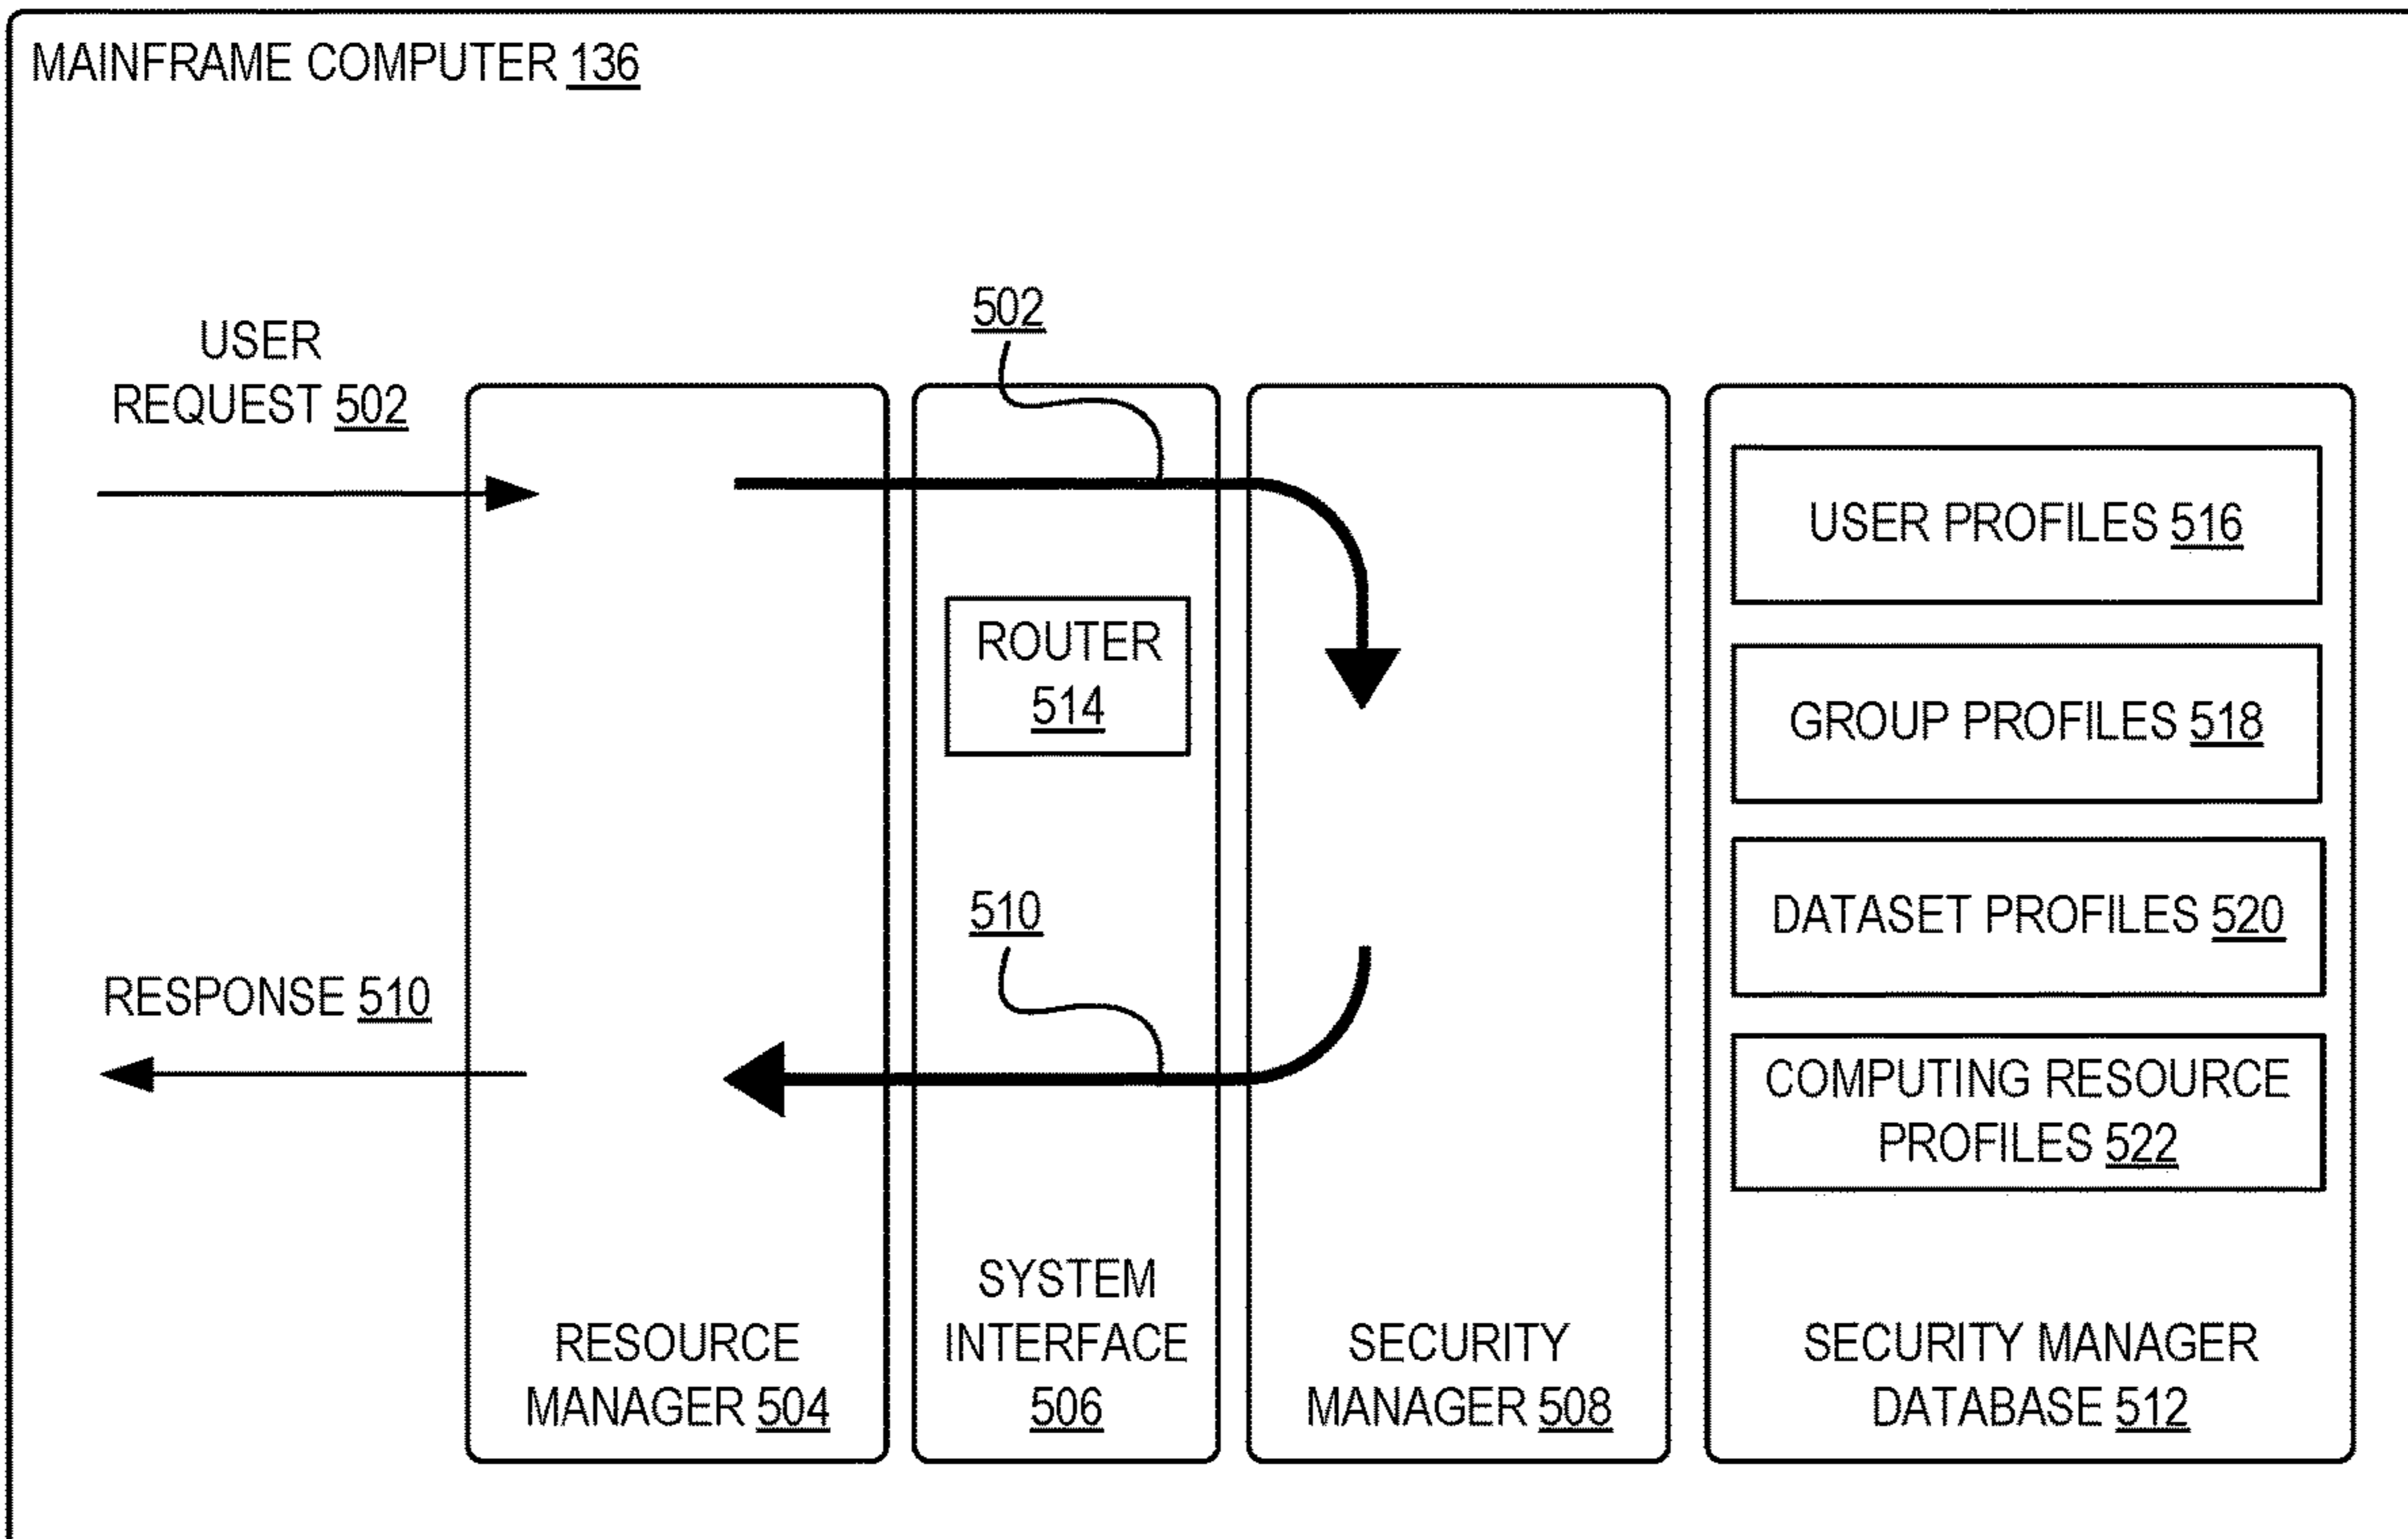 MAINFRAME COMPUTER 136
502
USER
REQUEST 502
USER PROFILES 516
ROUTER
514
GROUP PROFILES 518
510
DATASET PROFILES 520
RESPONSE 510
COMPUTING RESOURCE
PROFILES 522
RESOURCE
MANAGER 504
SYSTEM
INTERFACE
506
SECURITY
MANAGER 508
SECURITY MANAGER
DATABASE 512